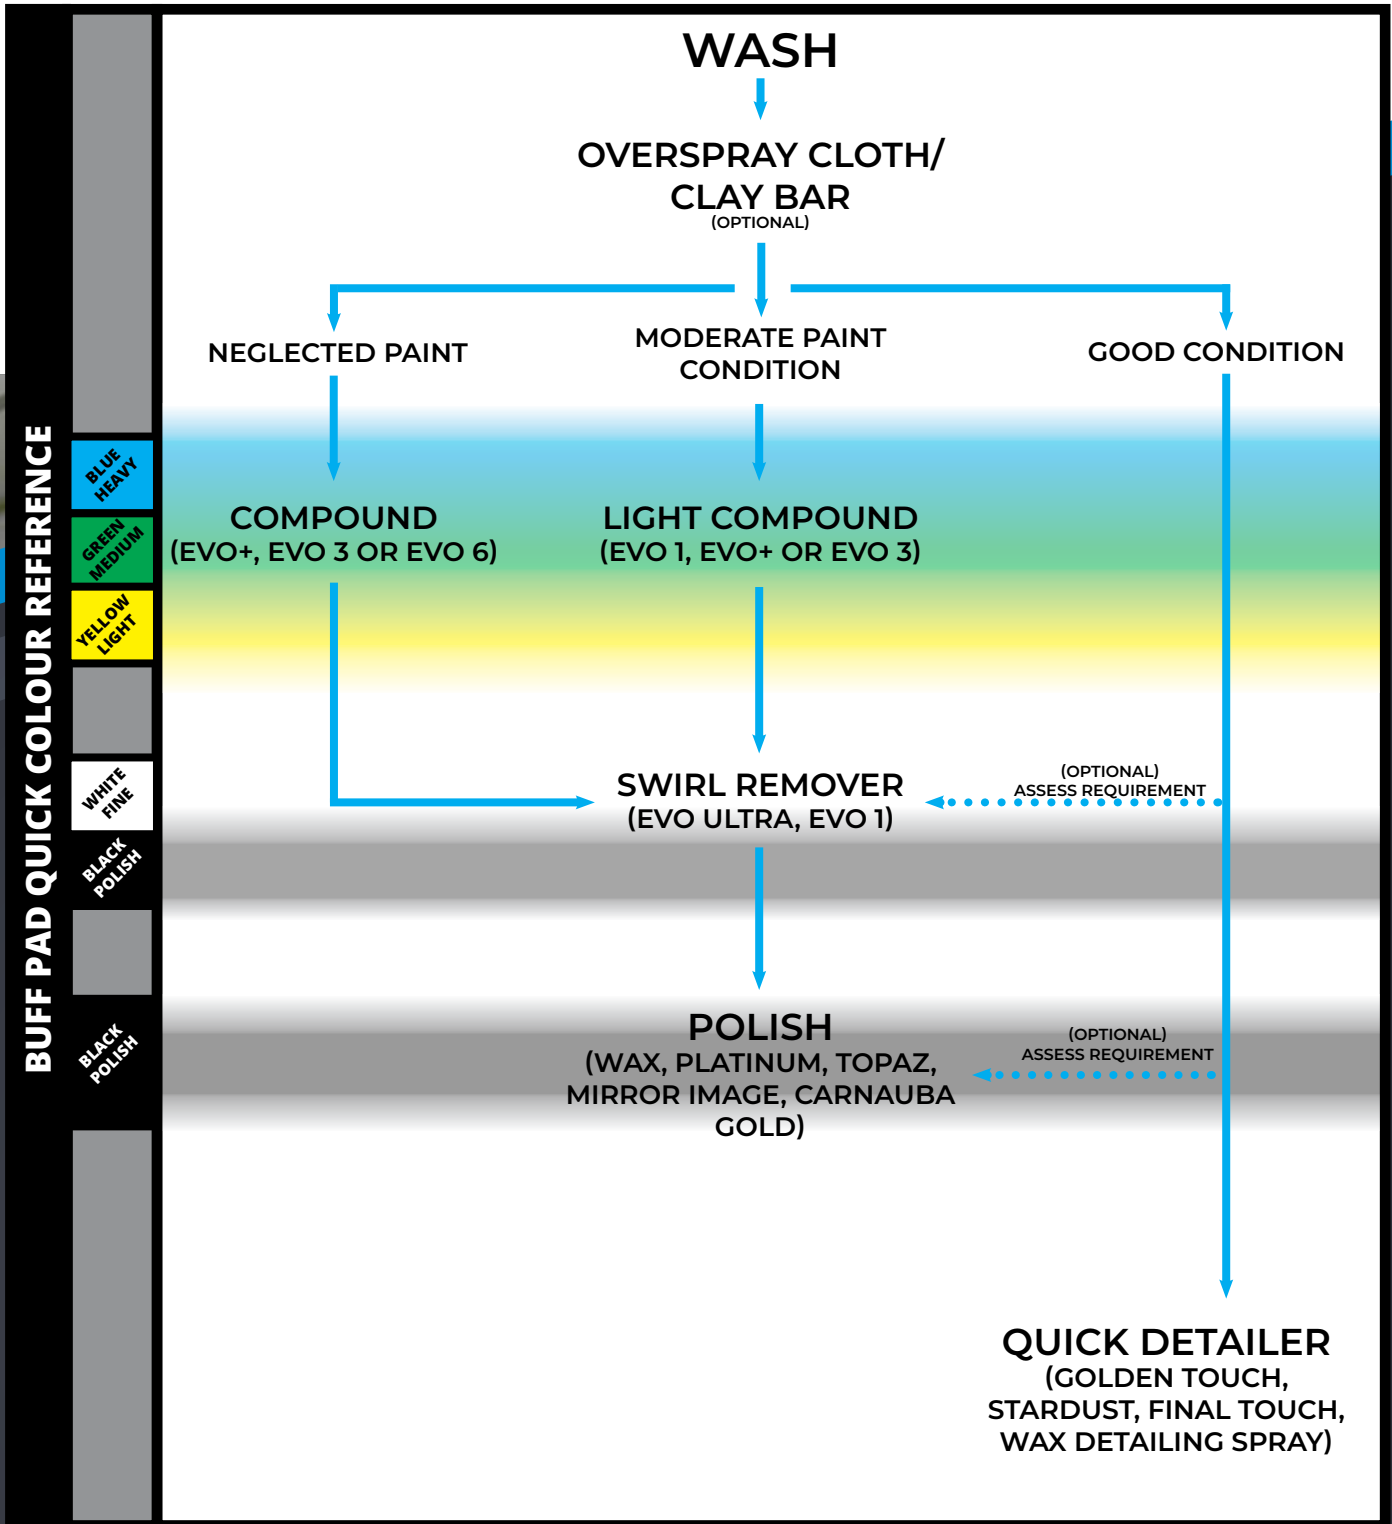 BUFF PAD QUICK COLOUR REFERENCE
BLUE
HEAVY
GREEN
MEDIUM
YELLOW
LIGHT
WHITE
FINE
BLACK
POLISH
BLACK
POLISH
WASH
OVERSPRAY CLOTH/
CLAY BAR
(OPTIONAL)
NEGLECTED PAINT
MODERATE PAINT
CONDITION
GOOD CONDITION
COMPOUND
(EVO+, EVO 3 OR EVO 6)
LIGHT COMPOUND
(EVO 1, EVO+ OR EVO 3)
SWIRL REMOVER
(EVO ULTRA, EVO 1)
(OPTIONAL)
ASSESS REQUIREMENT
POLISH
(WAX, PLATINUM, TOPAZ,
MIRROR IMAGE, CARNAUBA
GOLD)
(OPTIONAL)
ASSESS REQUIREMENT
QUICK DETAILER
(GOLDEN TOUCH,
STARDUST, FINAL TOUCH,
WAX DETAILING SPRAY)